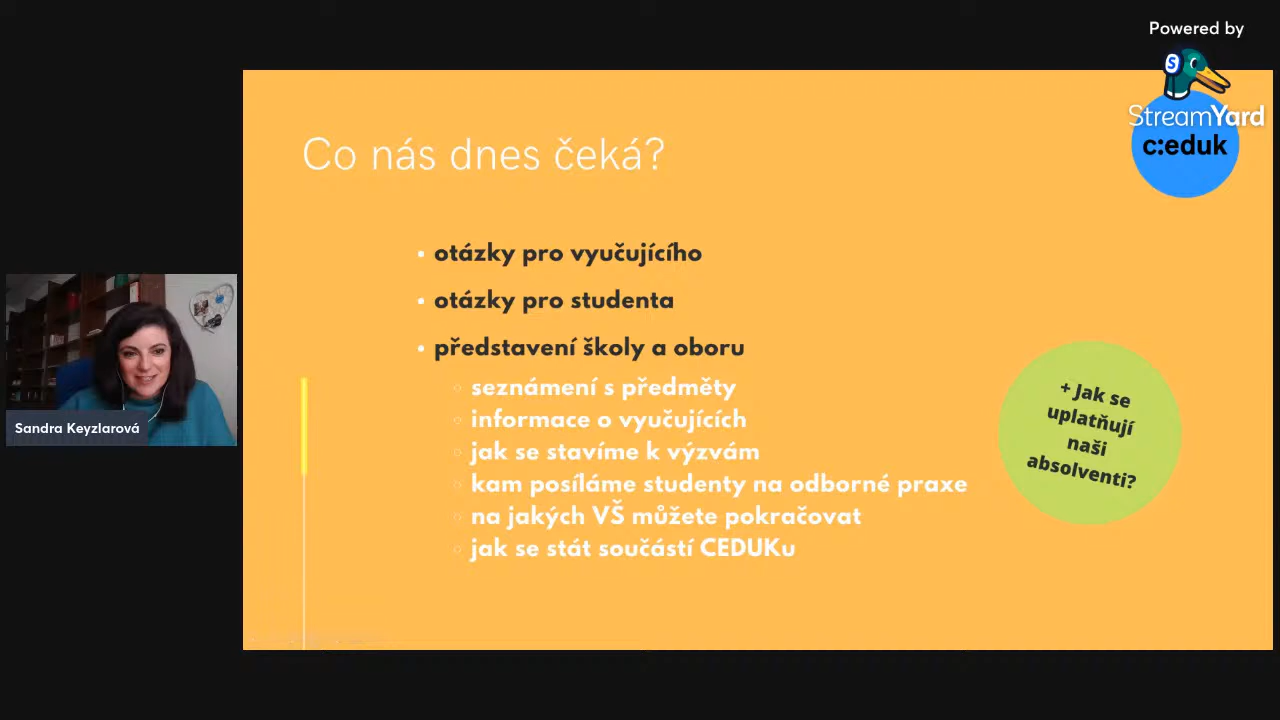 Powered by
StreamYard
c:eduk
Co nás dnes čeká?
otázky pro vyučujícího
otázky pro studenta
představení školy a oboru
seznámení s předměty
informace o vyučujících
jak se stavíme k výzvám
kam posíláme studenty na odborné praxe
na jakých VŠ můžete pokračovat
jak se stát součástí CEDUKu
+ Jak se
uplatňují
naši
absolventi?
Sandra Keyzlarová